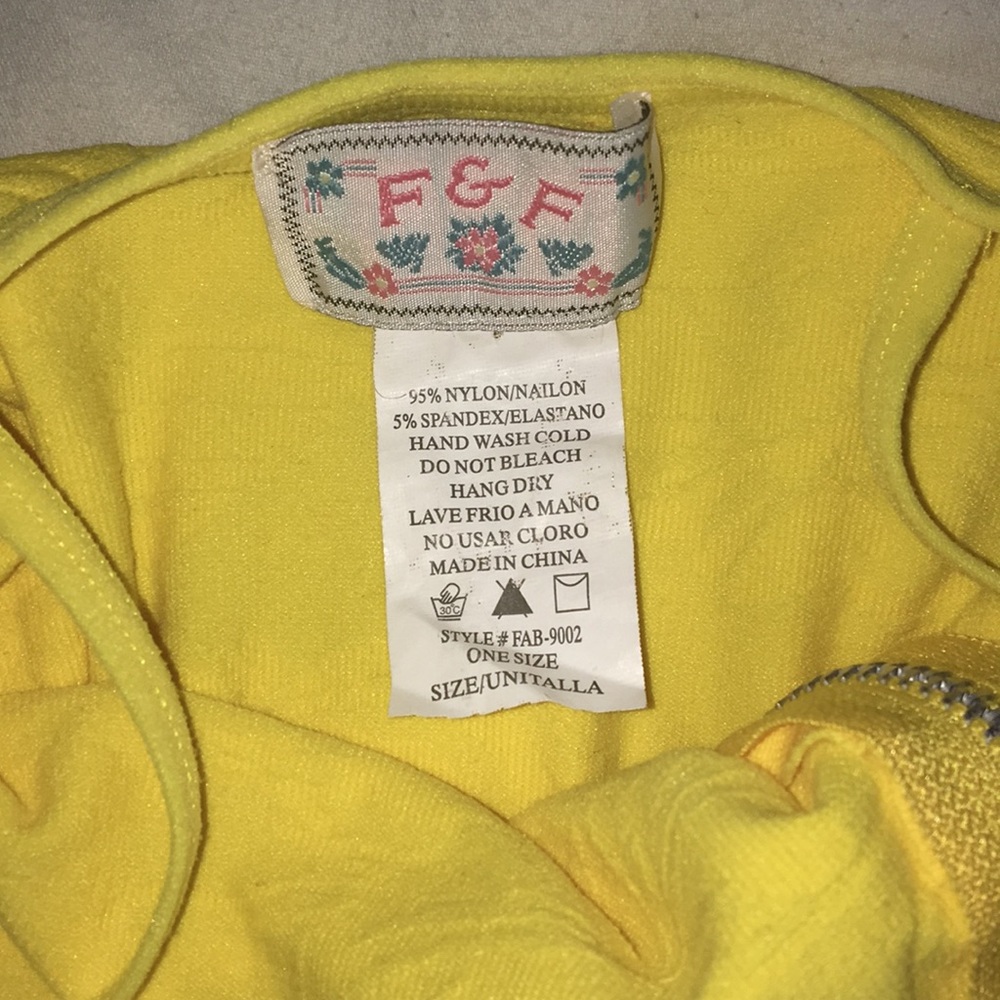 F & F
95% NYLON/NAILON
5% SPANDEX/ELASTANO
HAND WASH COLD
DO NOT BLEACH
HANG DRY
LAVE FRIO A MAÑO
NO USAR CLORO
MADE IN CHINA
30°C
STYLE # FAB-9002
ONE SIZE
SIZE/UNITALLA